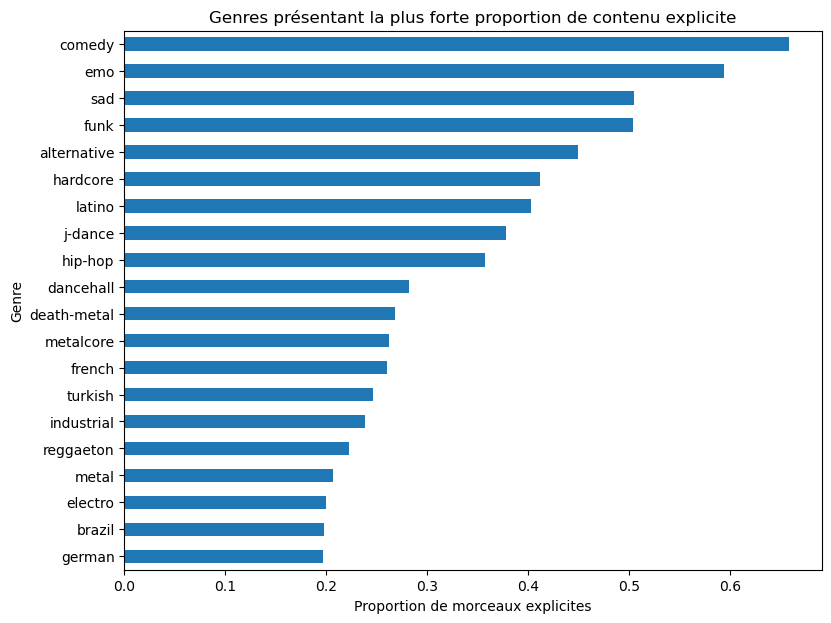 Genres présentant la plus forte proportion de contenu explicite
Genre
comedy
emo
sad
funk
alternative
hardcore
latino
j-dance
hip-hop
dancehall
death-metal
metalcore
french
turkish
industrial
reggaeton
metal
electro
brazil
german
0.0 0.1 0.2 0.3 0.4 0.5 0.6
Proportion de morceaux explicites